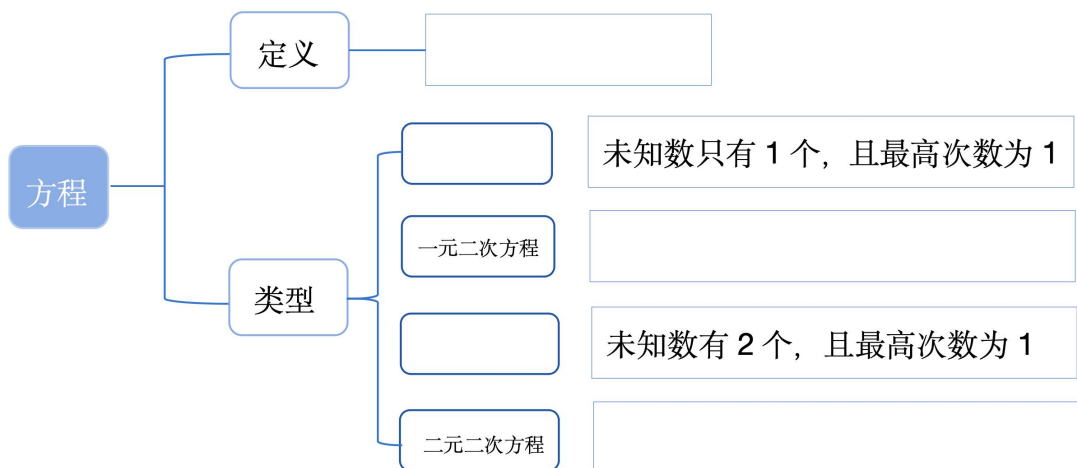 定义
方程
类型
未知数只有 1 个，且最高次数为 1
一元二次方程
未知数有 2 个，且最高次数为 1
二元二次方程